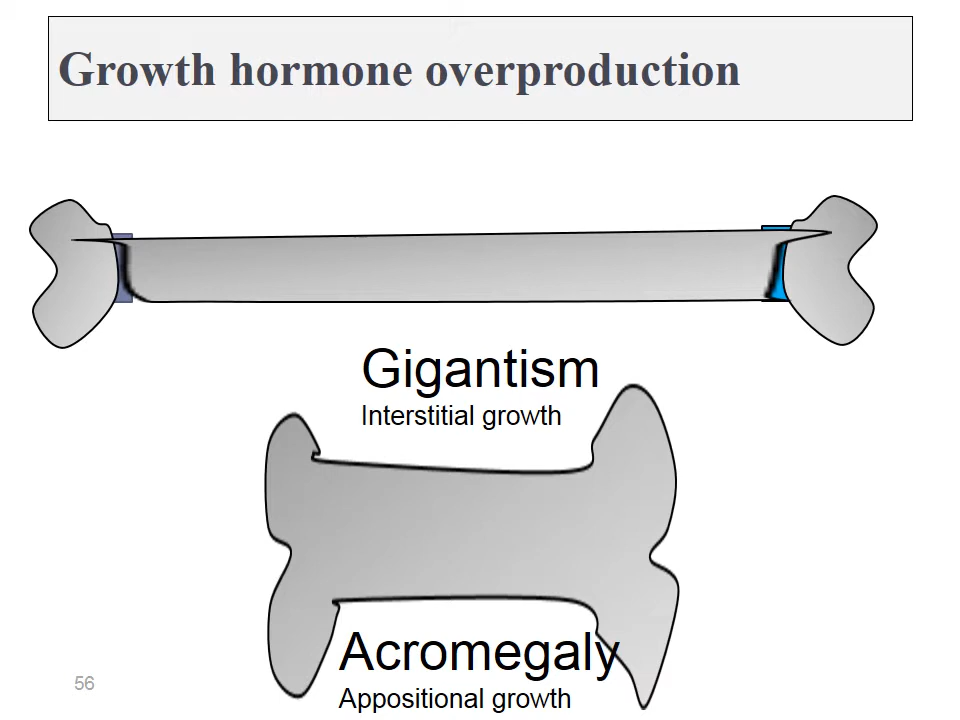 Growth hormone overproduction
Gigantism
Interstitial growth
Acromegaly
Appositional growth
56